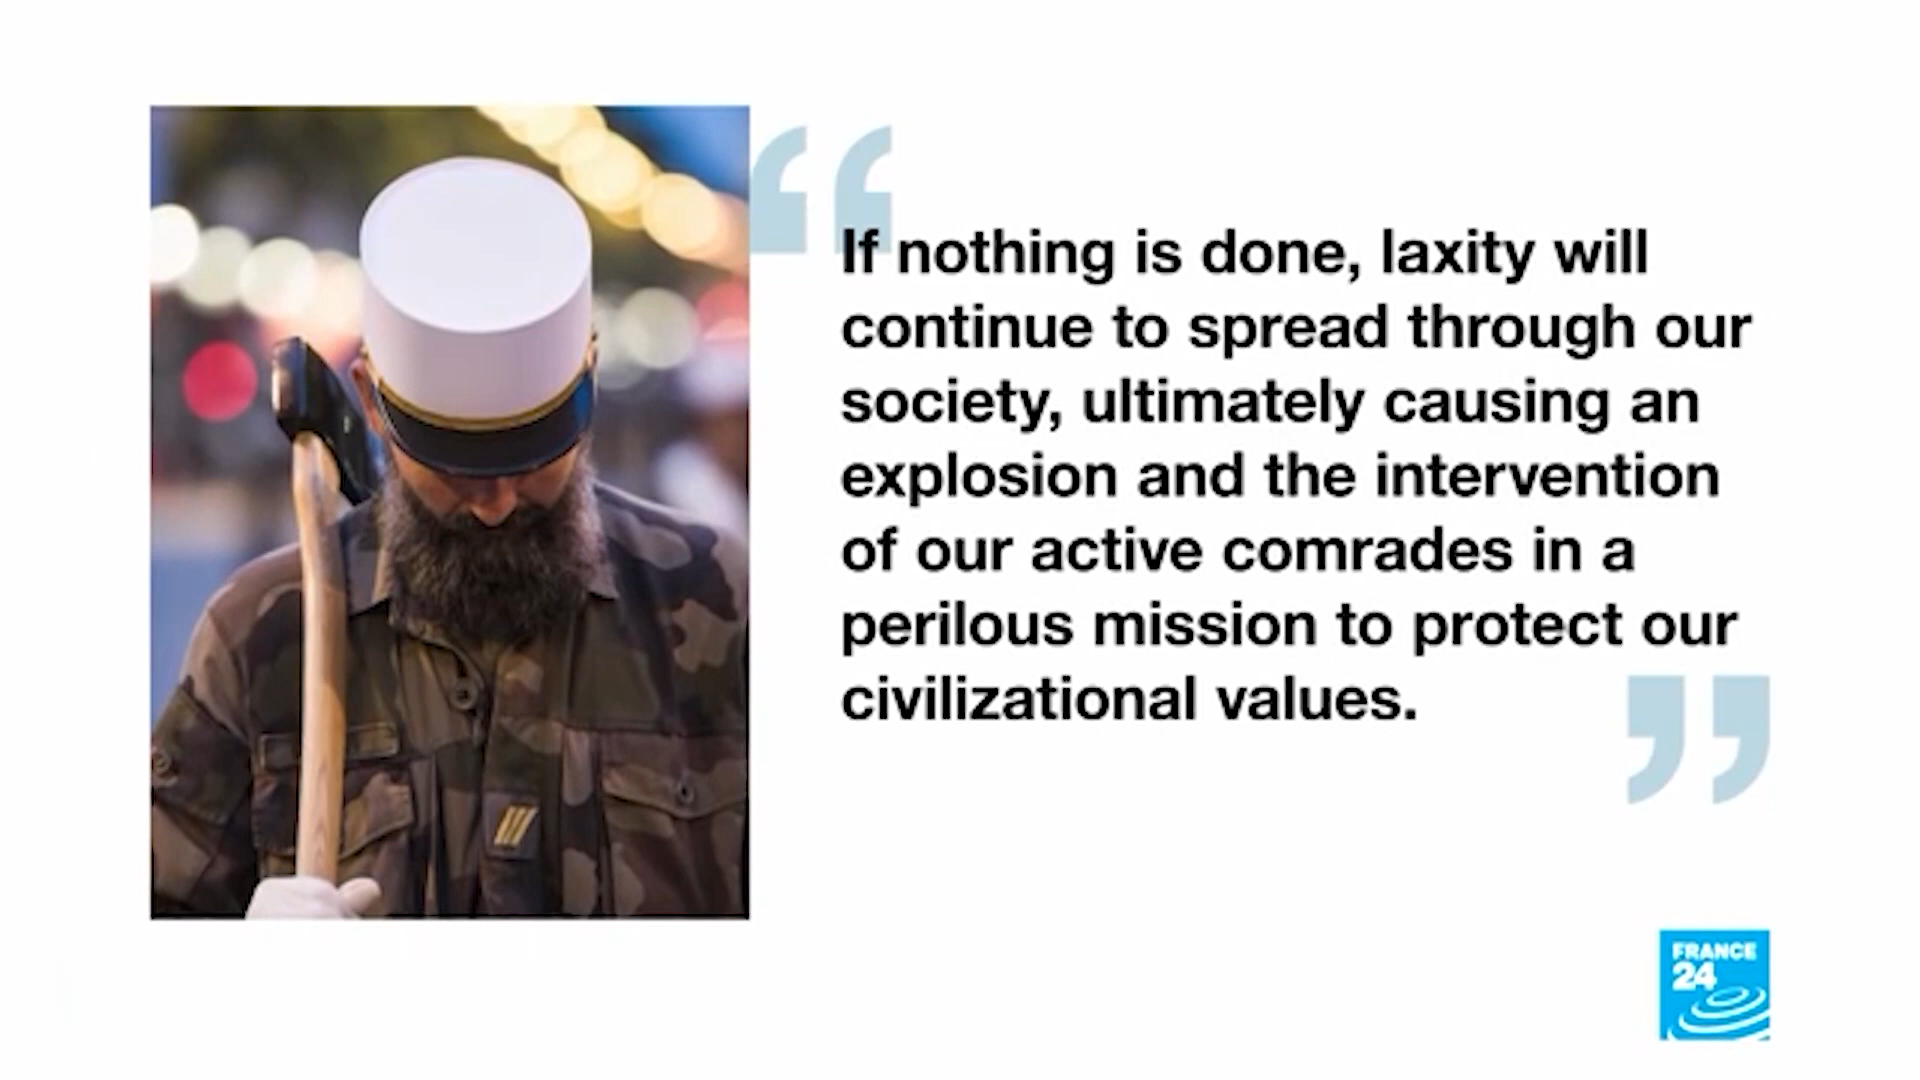 If nothing is done, laxity will
continue to spread through our
society, ultimately causing an
explosion and the intervention
of our active comrades in a
perilous mission to protect our
civilizational values.
FRANCE
24